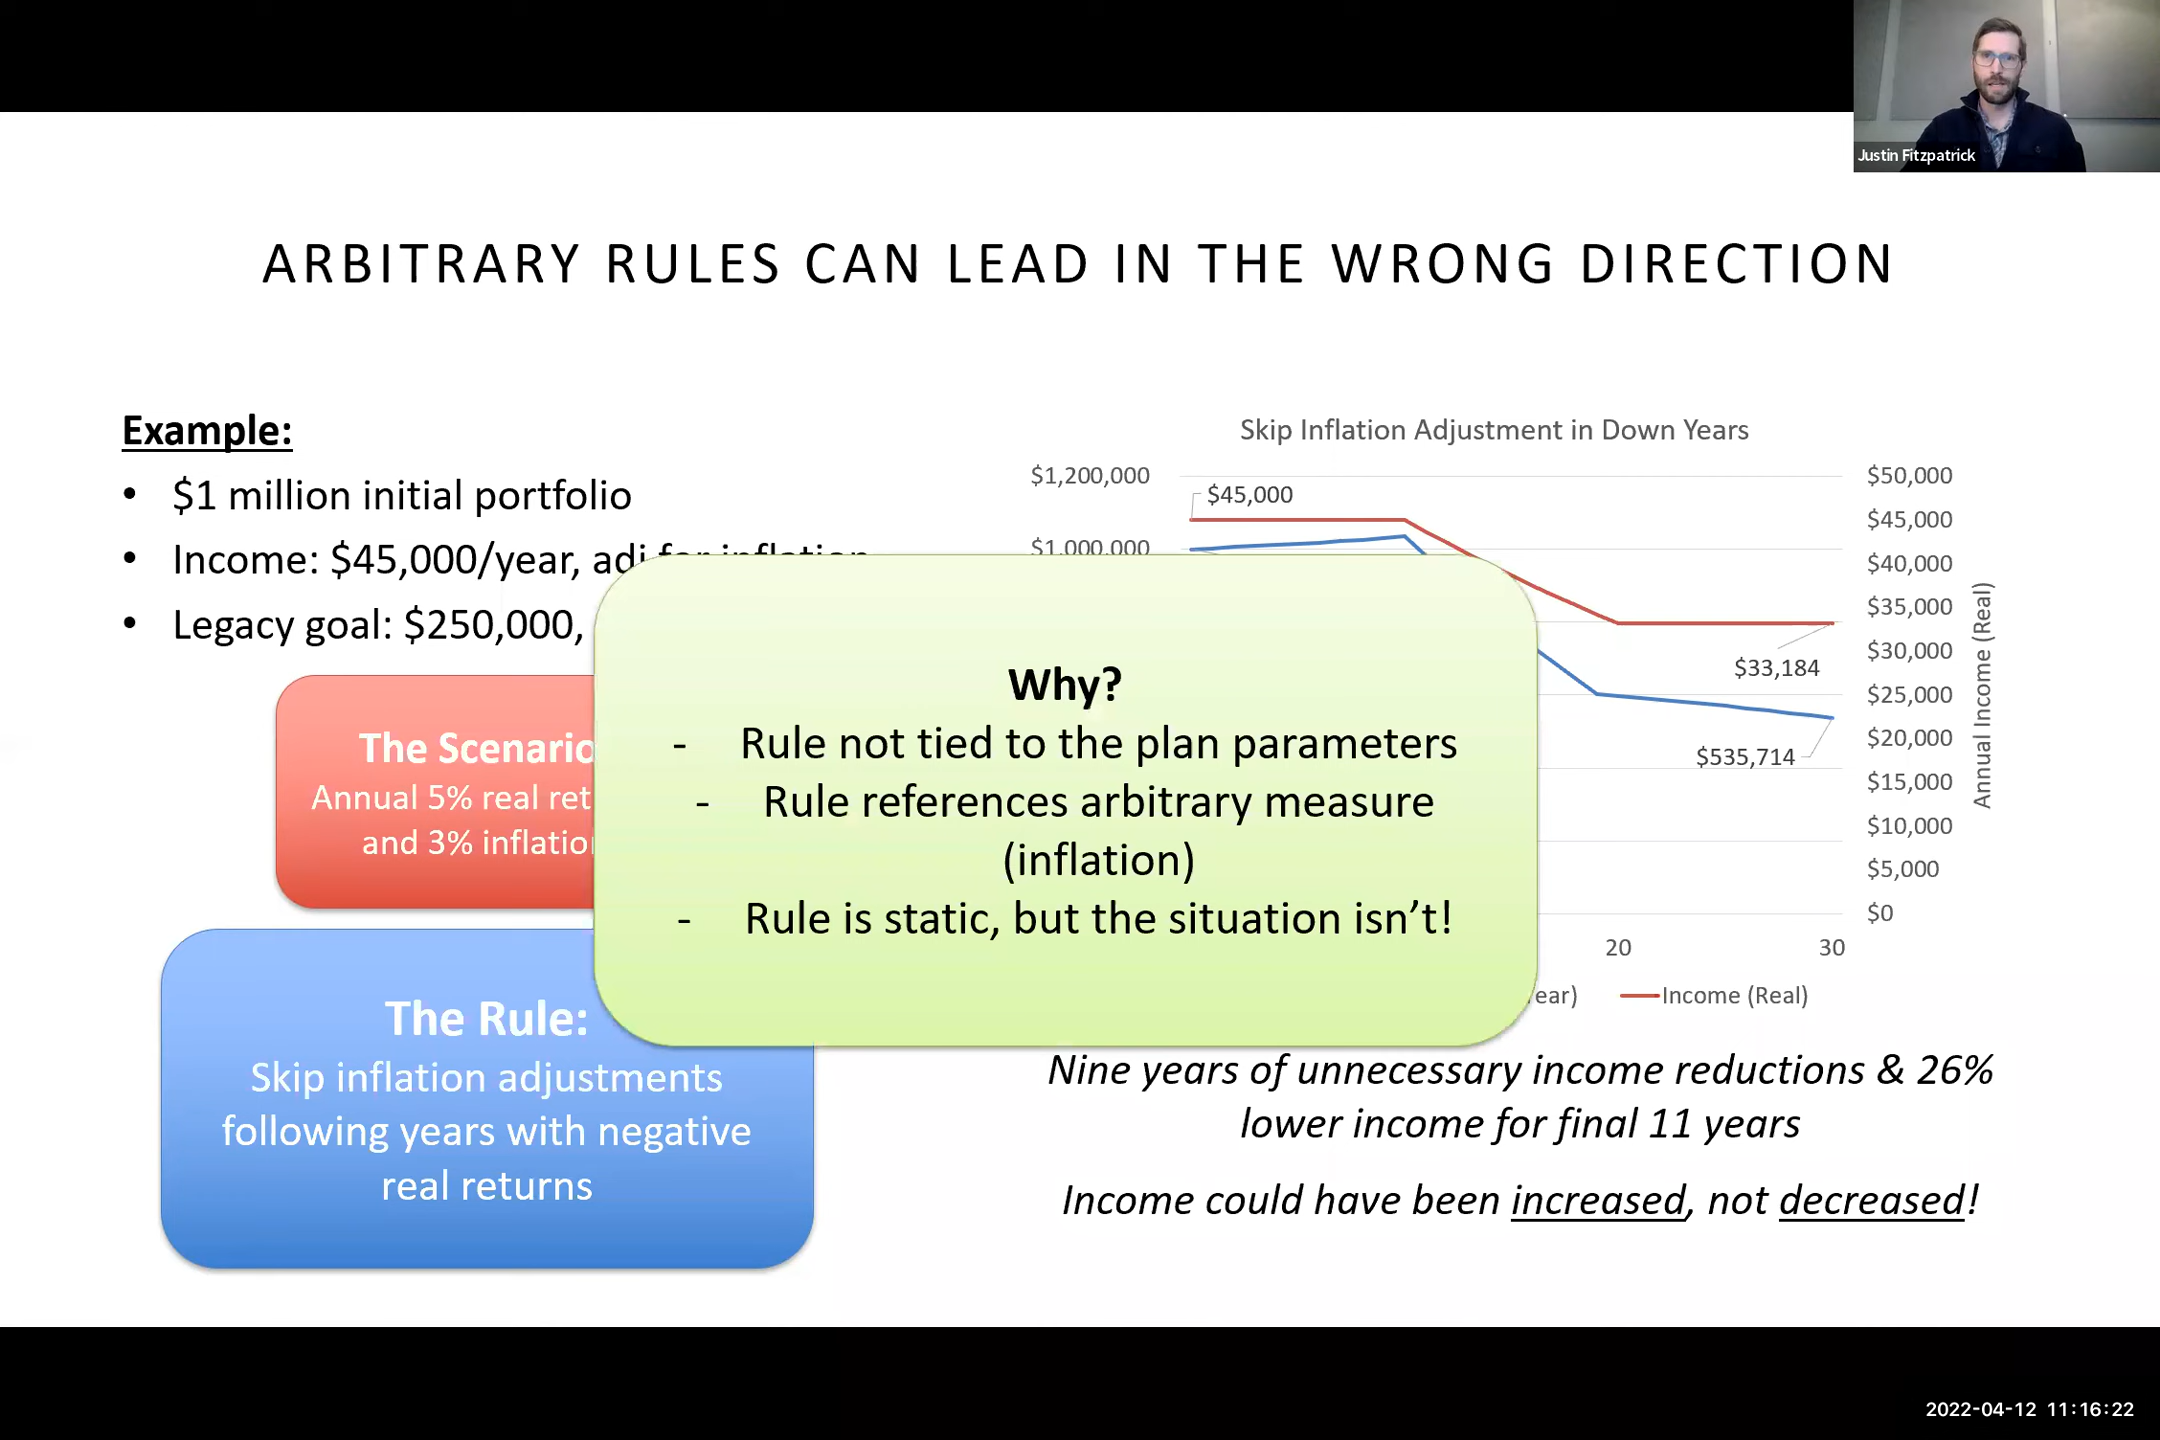 Justin Fitzpatrick
ARBITRARY RULES CAN LEAD IN THE WRONG DIRECTION
Example:
• $1 million initial portfolio
• Income: $45,000/year, adj for inflation
• Legacy goal: $250,000,
The Scenario
Annual 5% real ret
and 3% inflation
The Rule:
Skip inflation adjustments
following years with negative
real returns
Why?
- Rule not tied to the plan parameters
- Rule references arbitrary measure
(inflation)
- Rule is static, but the situation isn't!
Skip Inflation Adjustment in Down Years
$1,200,000
$1,000,000
$45,000
$33,184
$535,714
$50,000
$45,000
$40,000
$35,000
$30,000
$25,000
$20,000
$15,000
$10,000
$5,000
$0
Annual Income (Real)
20 30
ear) Income (Real)
Nine years of unnecessary income reductions & 26%
lower income for final 11 years
Income could have been increased, not decreased!
2022-04-12 11:16:22